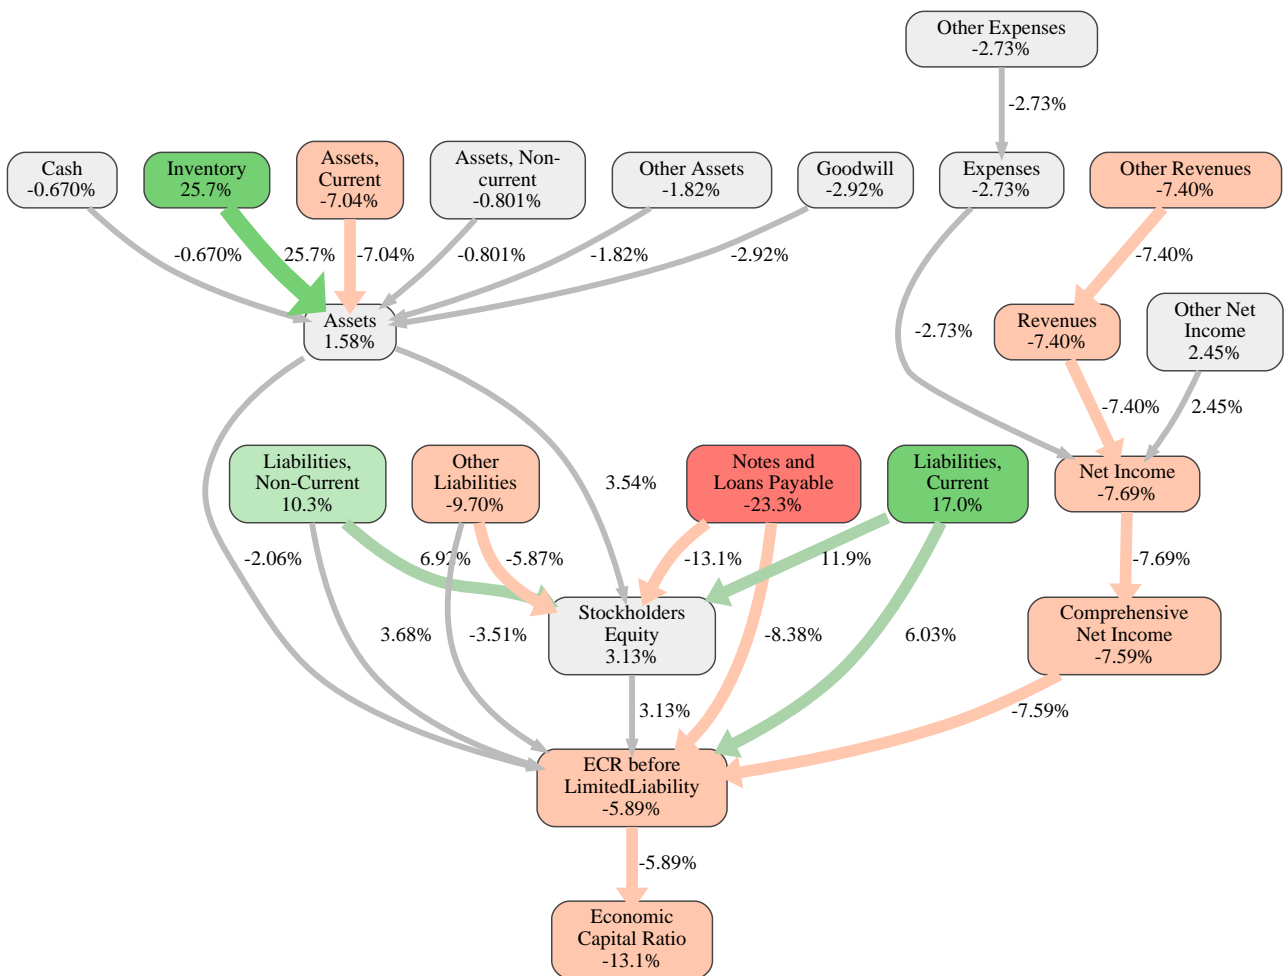 Other Expenses
-2.73%
-2.73%
Cash
-0.670%
Inventory
25.7%
Assets,
Current
-7.04%
Assets, Non-
current
-0.801%
Other Assets
-1.82%
Goodwill
-2.92%
Expenses
-2.73%
Other Revenues
-7.40%
-0.670%
25.7%
-7.04%
-0.801%
-1.82%
-2.92%
-7.40%
Assets
1.58%
Revenues
-7.40%
Other Net
Income
2.45%
-2.73%
-7.40%
2.45%
Liabilities,
Non-Current
10.3%
Other
Liabilities
-9.70%
3.54%
Notes and
Loans Payable
-23.3%
Liabilities,
Current
17.0%
Net Income
-7.69%
-2.06%
6.92%
-5.87%
-13.1%
11.9%
-7.69%
Stockholders
Equity
3.13%
Comprehensive
Net Income
-7.59%
3.68%
-3.51%
-8.38%
6.03%
3.13%
-7.59%
ECR before
LimitedLiability
-5.89%
-5.89%
Economic
Capital Ratio
-13.1%